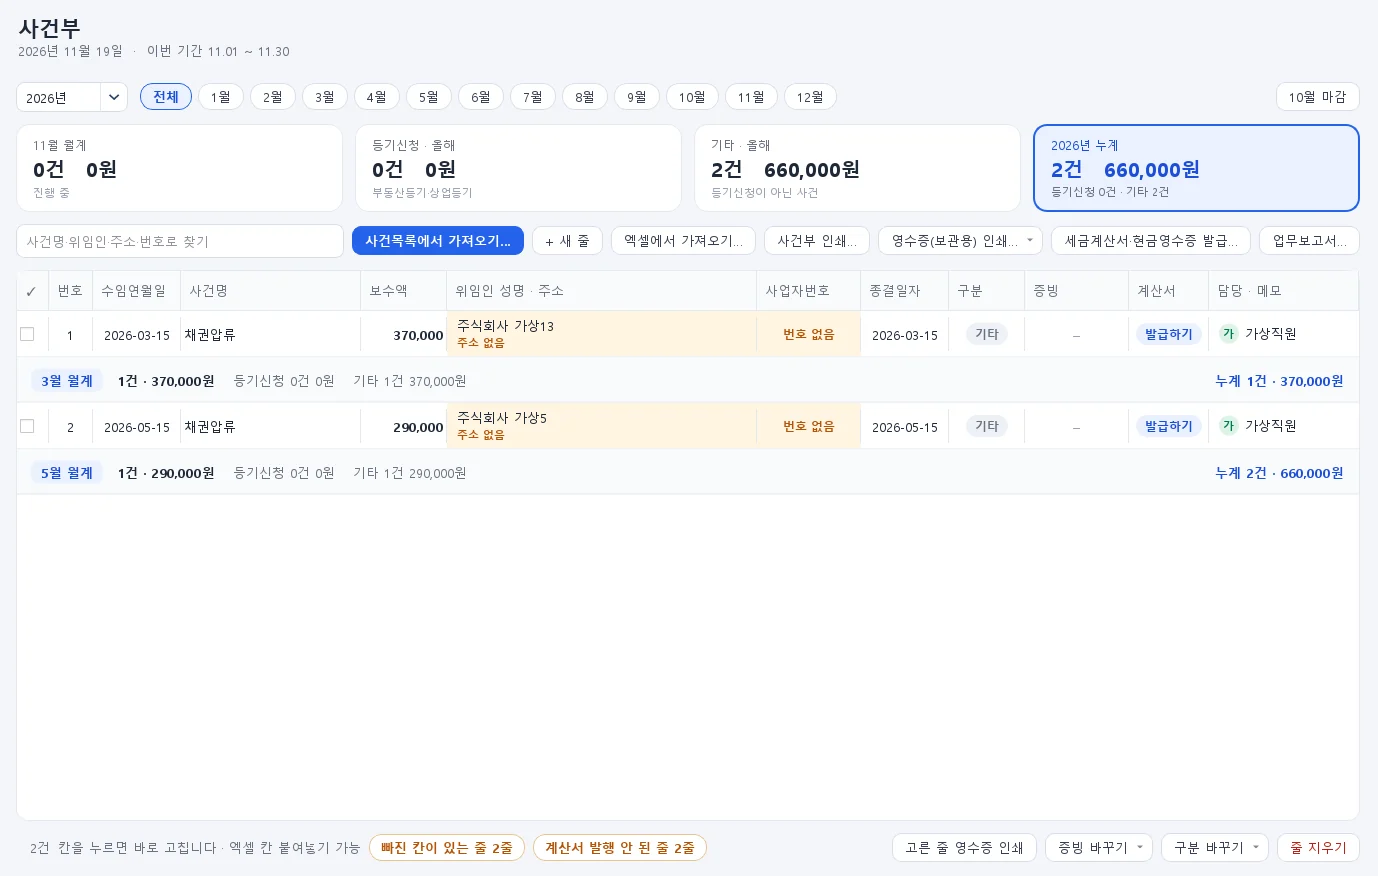 사건부
2026년 11월 19일 · 이번 기간 11.01 ~ 11.30
2026년 전체 1월 2월 3월 4월 5월 6월 7월 8월 9월 10월 11월 12월 10월 마감
11월 월계
0건 0원
진행 중
등기신청 · 올해
0건 0원
부동산등기·상업등기
기타 · 올해
2건 660,000원
등기신청이 아닌 사건
2026년 누계
2건 660,000원
등기신청 0건 · 기타 2건
사건명·위임인·주소·번호로 찾기 사건목록에서 가져오기... + 새 줄 엑셀에서 가져오기... 사건부 인쇄... 영수증(보관용) 인쇄... 세금계산서·현금영수증 발급... 업무보고서...
✓ 번호 수임연월일 사건명 보수액 위임인 성명 · 주소 사업자번호 종결일자 구분 증빙 계산서 담당 · 메모
1 2026-03-15 채권압류 370,000 주식회사 가상13 번호 없음 2026-03-15 기타 – 발급하기 가 가상직원
주소 없음
3월 월계 1건 · 370,000원 등기신청 0건 0원 기타 1건 370,000원 누계 1건 · 370,000원
2 2026-05-15 채권압류 290,000 주식회사 가상5 번호 없음 2026-05-15 기타 – 발급하기 가 가상직원
주소 없음
5월 월계 1건 · 290,000원 등기신청 0건 0원 기타 1건 290,000원 누계 2건 · 660,000원
2건 칸을 누르면 바로 고칩니다 · 엑셀 칸 붙여넣기 가능 빠진 칸이 있는 줄 2줄 계산서 발행 안 된 줄 2줄 고른 줄 영수증 인쇄 증빙 바꾸기 구분 바꾸기 줄 지우기